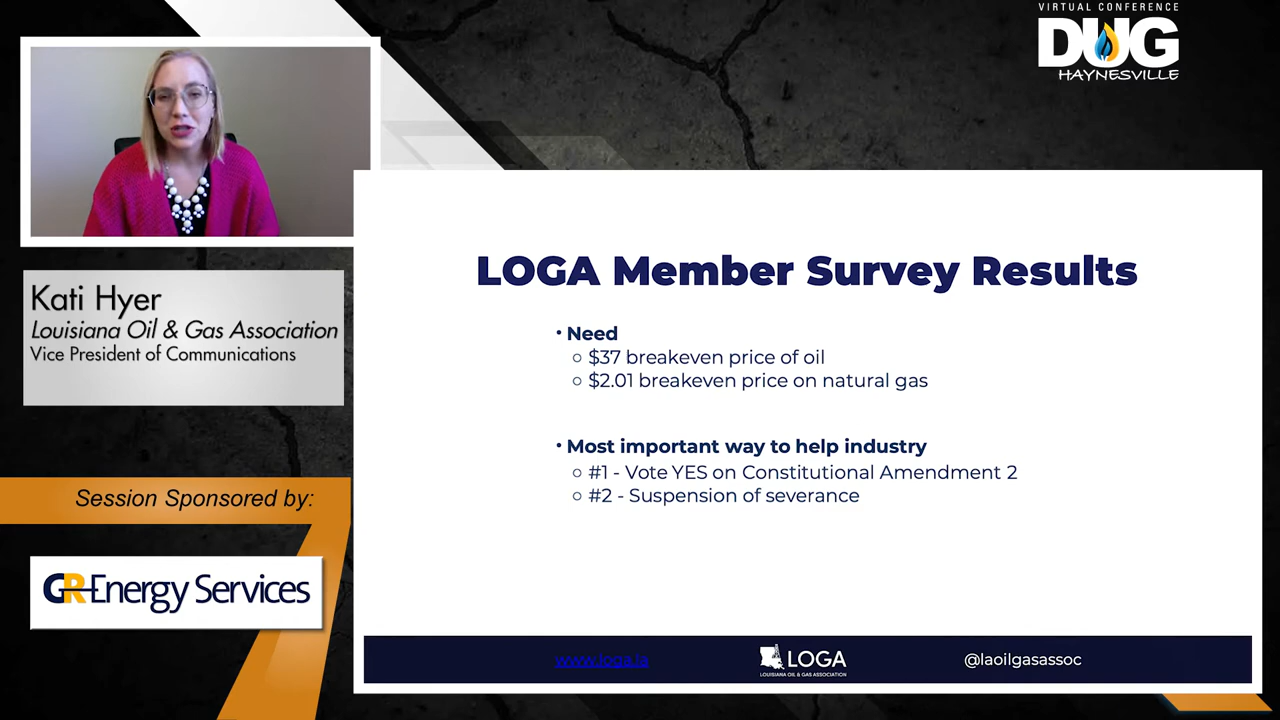 VIRTUAL CONFERENCE
DUG
HAYNESVILLE
Kati Hyer
Louisiana Oil & Gas Association
Vice President of Communications
Session Sponsored by:
GR Energy Services
LOGA Member Survey Results
• Need
○ $37 breakeven price of oil
○ $2.01 breakeven price on natural gas
• Most important way to help industry
○ #1 - Vote YES on Constitutional Amendment 2
○ #2 - Suspension of severance
www.loga.la
LOGA
LOUISIANA OIL & GAS ASSOCIATION
@laoilgasassoc